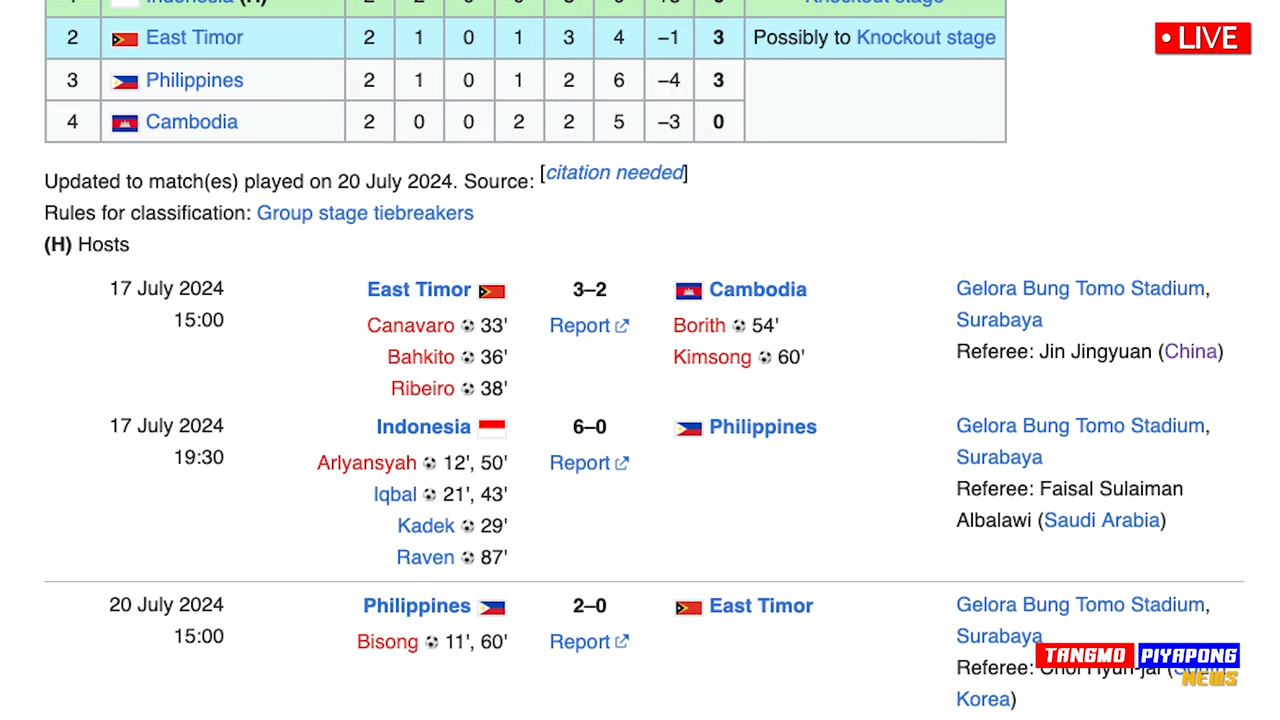 Indonesia (H) Knockout stage
2 East Timor 2 1 0 1 3 4 −1 3 Possibly to Knockout stage
• LIVE
3 Philippines 2 1 0 1 2 6 −4 3
4 Cambodia 2 0 0 2 2 5 −3 0
Updated to match(es) played on 20 July 2024. Source: [citation needed]
Rules for classification: Group stage tiebreakers
(H) Hosts
17 July 2024 East Timor 3–2 Cambodia Gelora Bung Tomo Stadium,
15:00 Canavaro 33' Report Borith 54' Surabaya
Bahkito 36' Kimsong 60' Referee: Jin Jingyuan (China)
Ribeiro 38'
17 July 2024 Indonesia 6–0 Philippines Gelora Bung Tomo Stadium,
19:30 Arlyansyah 12', 50' Report Surabaya
Iqbal 21', 43' Referee: Faisal Sulaiman
Kadek 29' Albalawi (Saudi Arabia)
Raven 87'
20 July 2024 Philippines 2–0 East Timor Gelora Bung Tomo Stadium,
15:00 Bisong 11', 60' Report Surabaya
TANGMO PIYAPONG
Referee:
NEWS
Korea)